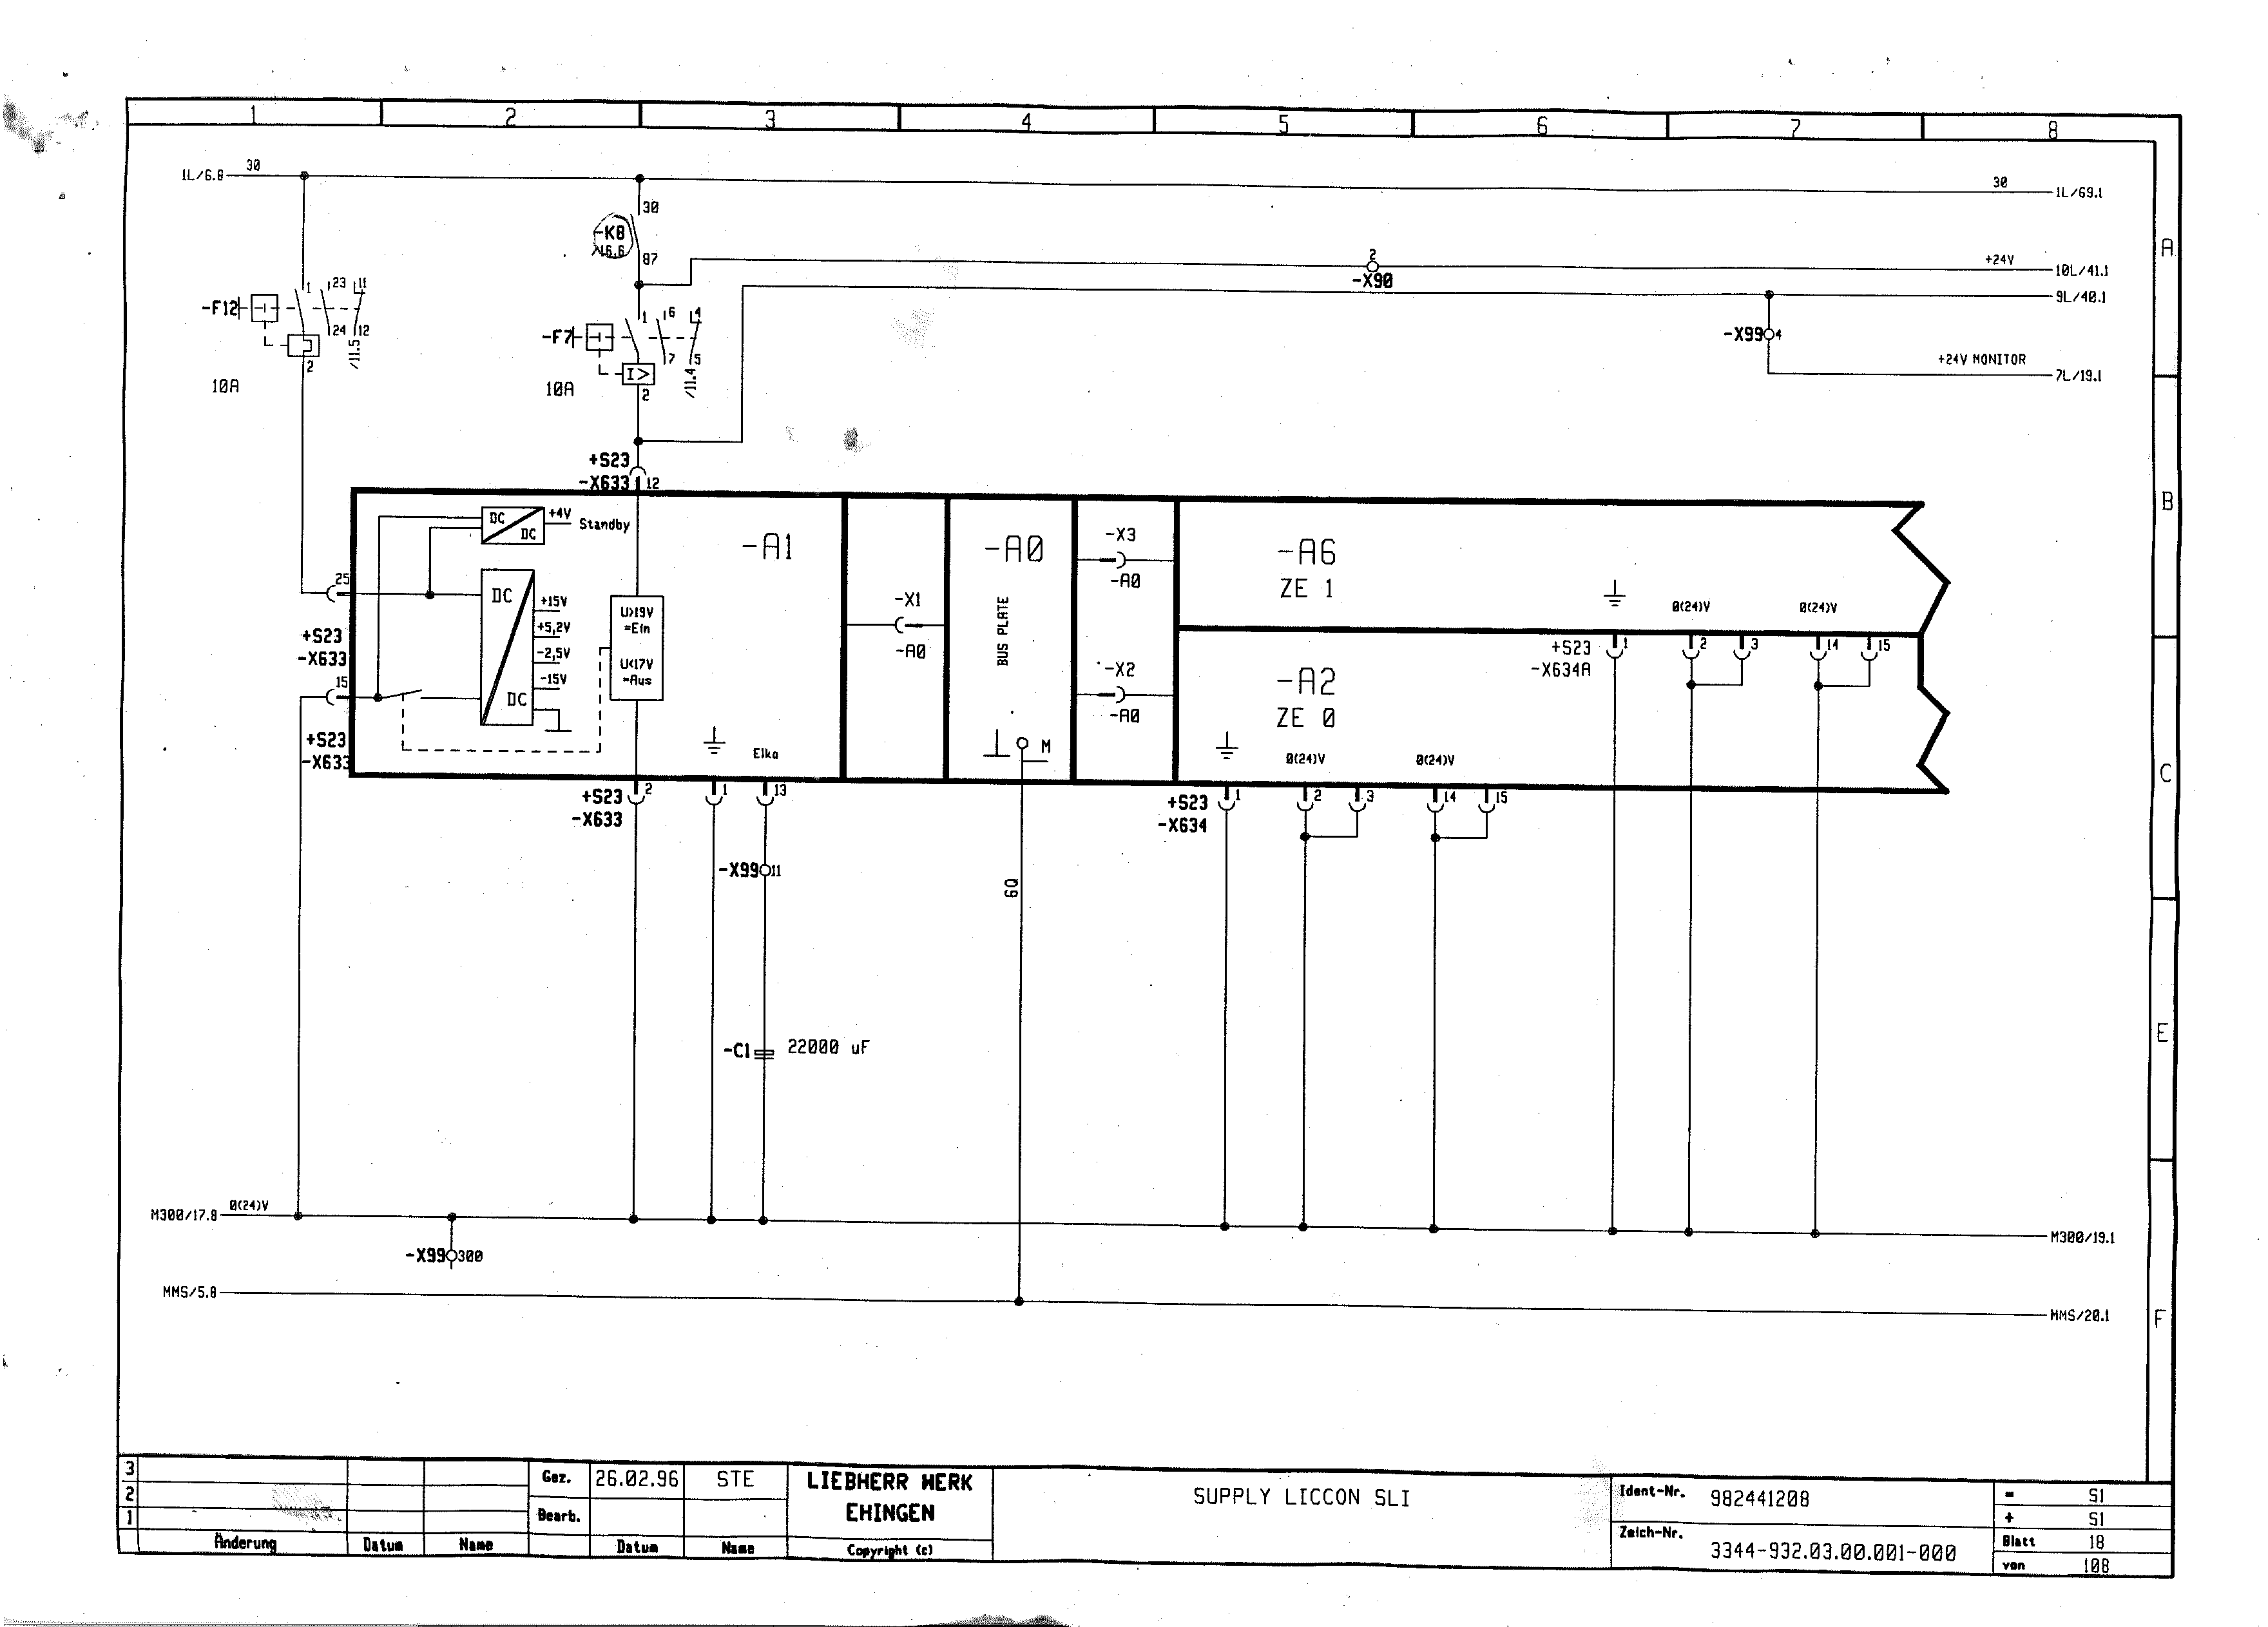 1 2 3 4 5 6 7 8
1L/6.8 30 30 1L/69.1
30
-K8
87
2
-X90
+24V 10L/41.1
9L/40.1
-X99 4
+24V MONITOR
7L/19.1
A
-F12 1 23 11
24 12
2
/11.5
10A
-F7 1 6 4
7 5
2
I>
/11.4
10A
+S23
-X633 12
B
DC
DC
+4V
Standby
-A1
-A0
-X3
-A0
-A6
ZE 1
25
DC
DC
+15V
+5,2V
-2,5V
-15V
U>19V
=Ein
U<17V
=Aus
-X1
-A0
BUS PLATE
0(24)V 0(24)V
+S23
-X633
15
+S23
-X634A
1 2 3 14 15
-X2
-A0
-A2
ZE 0
+S23
-X633
Elko
M
0(24)V 0(24)V
C
+S23
-X633
2 1 13
+S23
-X634
1 2 3 14 15
-X99 11
6Q
E
-C1 22000 uF
M300/17.8 0(24)V
M300/19.1
-X99 300
MMS/5.8
MMS/20.1
F
3
2
1
Änderung Datum Name
Gez. 26.02.96 STE
Bearb.
Datum Name
LIEBHERR WERK
EHINGEN
Copyright (c)
SUPPLY LICCON SLI
Ident-Nr. 982441208
Zeich-Nr. 3344-932.03.00.001-000
= S1
+ S1
Blatt 18
von 108